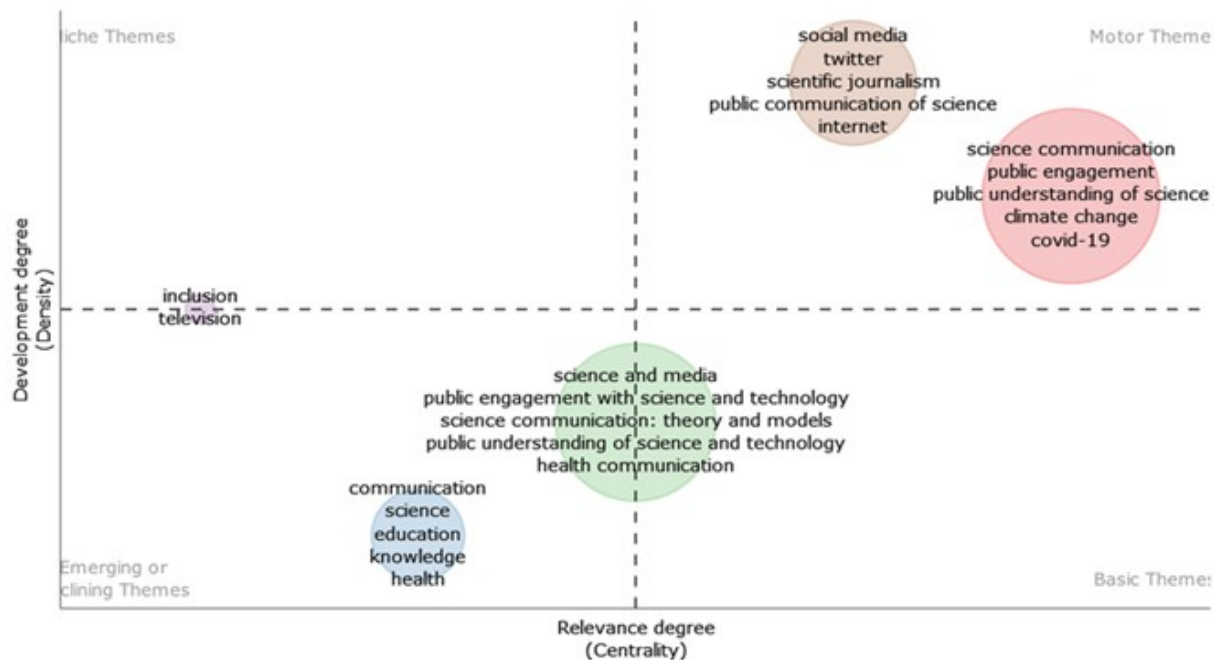 liche Themes
Motor Theme
social media
twitter
scientific journalism
public communication of science
internet
science communication
public engagement
public understanding of science
climate change
covid-19
Development degree
(Density)
inclusion
television
science and media
public engagement with science and technology
science communication: theory and models
public understanding of science and technology
health communication
communication
science
education
knowledge
health
Emerging or
clining Themes
Basic Themes
Relevance degree
(Centrality)